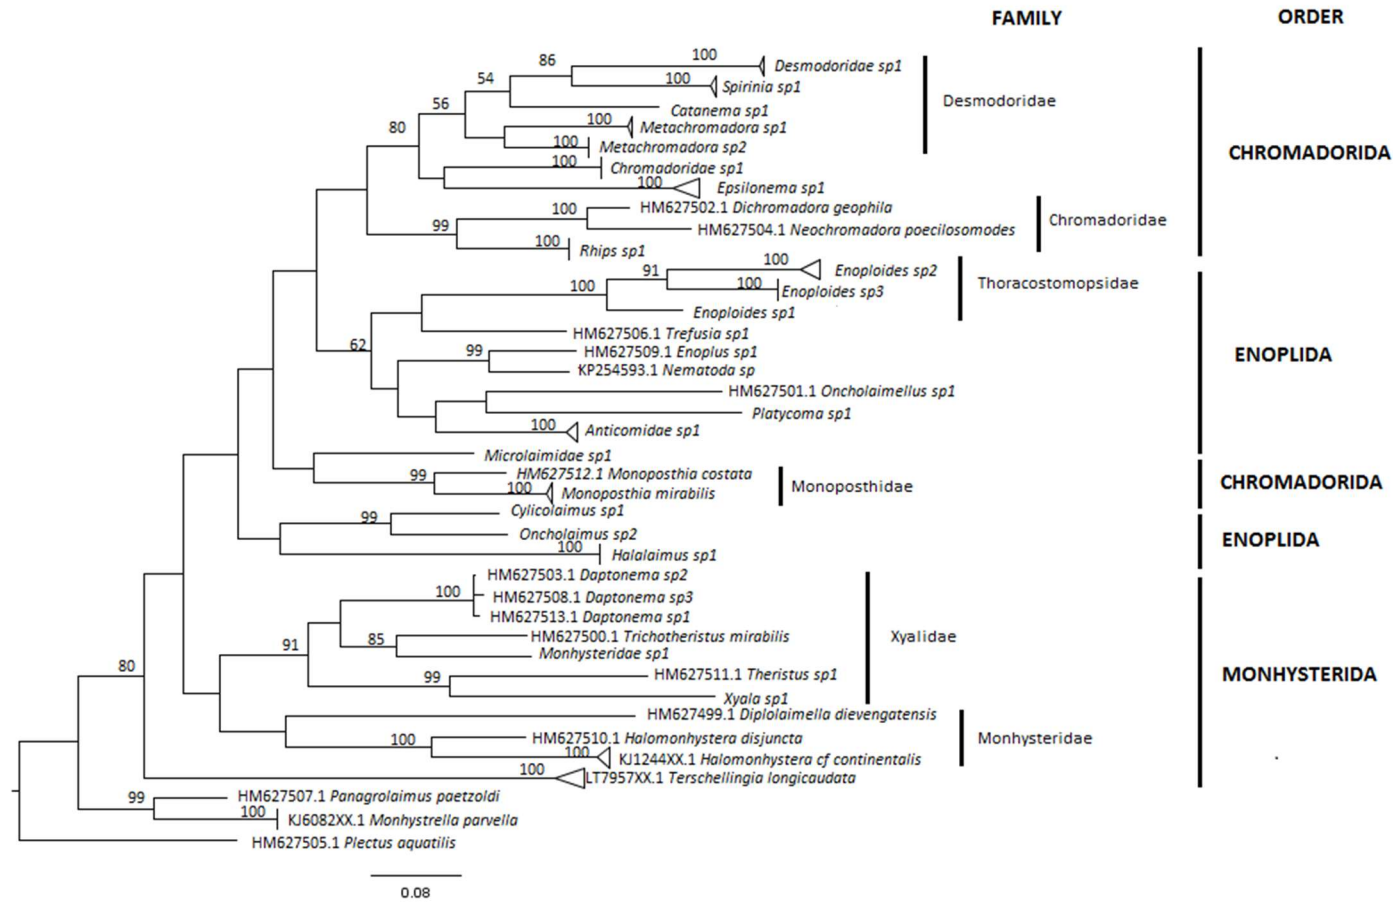 FAMILY
ORDER
86
100
Desmodoridae sp1
54
100
Spirinia sp1
Desmodoridae
56
Catanema sp1
80
100
Metachromadora sp1
100
Metachromadora sp2
CHROMADORIDA
100
Chromadoridae sp1
100
Epsilonema sp1
100
HM627502.1 Dichromadora geophila
Chromadoridae
99
HM627504.1 Neochromadora poecilosomodes
100
Rhips sp1
91
100
Enoploides sp2
Thoracostomopsidae
100
100
Enoploides sp3
Enoploides sp1
HM627506.1 Trefusia sp1
62
99
HM627509.1 Enoplus sp1
ENOPLIDA
KP254593.1 Nematoda sp
HM627501.1 Oncholaimellus sp1
Platycoma sp1
100
Anticomidae sp1
Microlaimidae sp1
99
HM627512.1 Monoposthia costata
Monoposthidae
CHROMADORIDA
100
Monoposthia mirabilis
99
Cylicolaimus sp1
Oncholaimus sp2
ENOPLIDA
100
Halalaimus sp1
HM627503.1 Daptonema sp2
100
HM627508.1 Daptonema sp3
HM627513.1 Daptonema sp1
91
85
HM627500.1 Trichotheristus mirabilis
Xyalidae
Monhysteridae sp1
80
99
HM627511.1 Theristus sp1
MONHYSTERIDA
Xyala sp1
HM627499.1 Diplolaimella dievengatensis
100
HM627510.1 Halomonhystera disjuncta
Monhysteridae
100
KJ1244XX.1 Halomonhystera cf continentalis
100
LT7957XX.1 Terschellingia longicaudata
99
HM627507.1 Panagrolaimus paetzoldi
100
KJ6082XX.1 Monhystrella parvella
HM627505.1 Plectus aquatilis
0.08